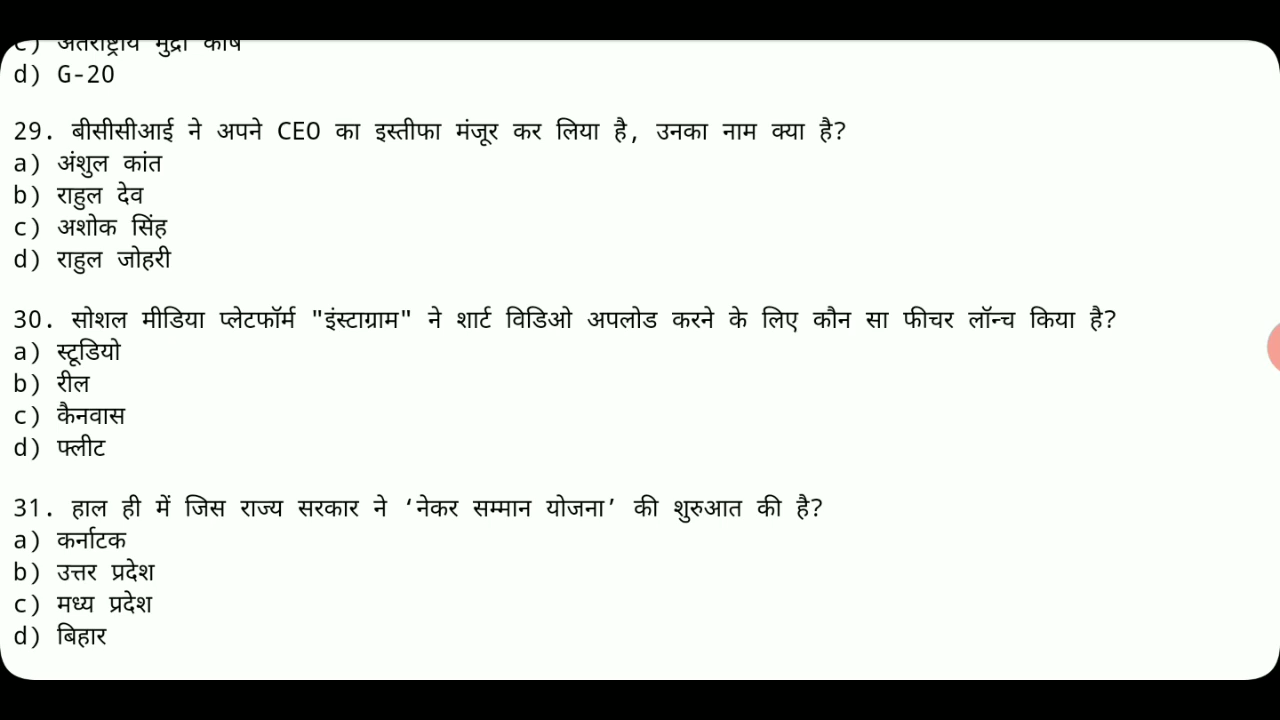 c) अंतर्राष्ट्रीय मुद्रा कोष
d) G-20
29. बीसीसीआई ने अपने CEO का इस्तीफा मंजूर कर लिया है, उनका नाम क्या है?
a) अंशुल कांत
b) राहुल देव
c) अशोक सिंह
d) राहुल जोहरी
30. सोशल मीडिया प्लेटफॉर्म "इंस्टाग्राम" ने शार्ट विडिओ अपलोड करने के लिए कौन सा फीचर लॉन्च किया है?
a) स्टूडियो
b) रील
c) कैनवास
d) फ्लीट
31. हाल ही में जिस राज्य सरकार ने ‘नेकर सम्मान योजना’ की शुरुआत की है?
a) कर्नाटक
b) उत्तर प्रदेश
c) मध्य प्रदेश
d) बिहार